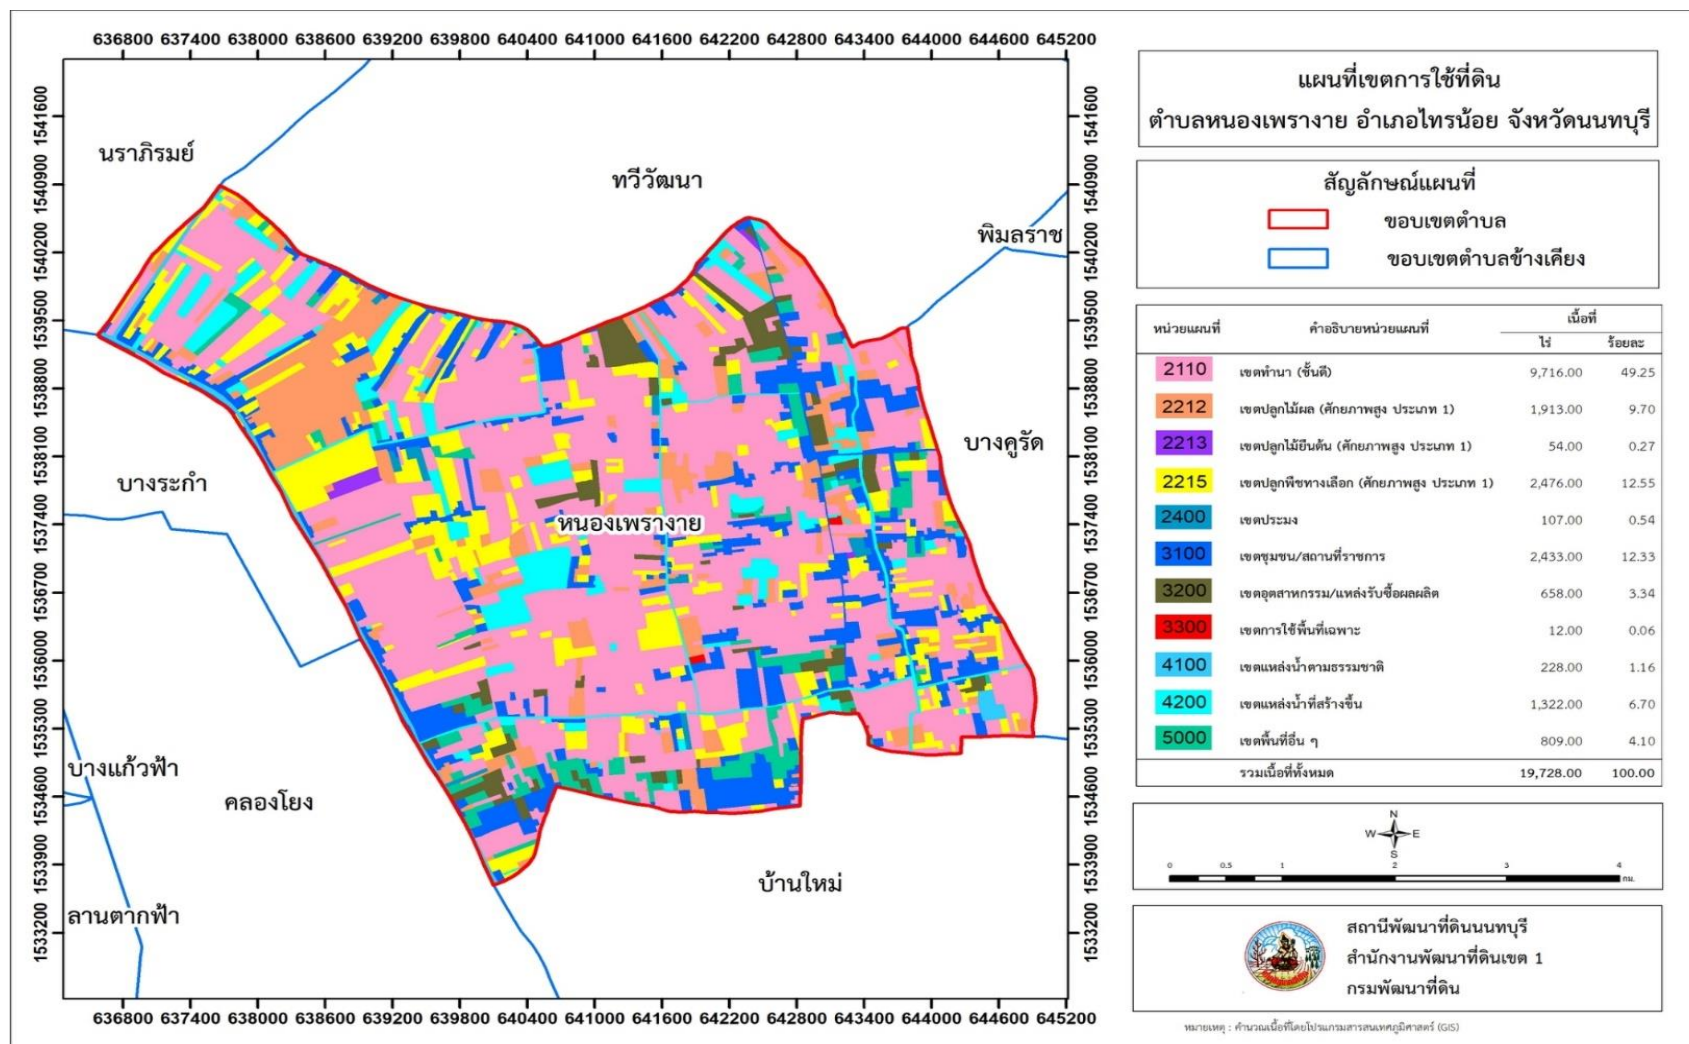 636800 637400 638000 638600 639200 639800 640400 641000 641600 642200 642800 643400 644000 644600 645200
1541600 1541600
1540900 1540900
1540200 1540200
1539500 1539500
1538800 1538800
1538100 1538100
1537400 1537400
1536700 1536700
1536000 1536000
1535300 1535300
1534600 1534600
1533900 1533900
1533200 1533200
นราภิรมย์
ทวีวัฒนา
พิมลราช
บางคูรัด
บางระกำ
หนองเพรางาย
บางแก้วฟ้า
คลองโยง
บ้านใหม่
ลานตากฟ้า
636800 637400 638000 638600 639200 639800 640400 641000 641600 642200 642800 643400 644000 644600 645200
แผนที่เขตการใช้ที่ดิน
ตำบลหนองเพรางาย อำเภอไทรน้อย จังหวัดนนทบุรี
สัญลักษณ์แผนที่
ขอบเขตตำบล
ขอบเขตตำบลข้างเคียง
หน่วยแผนที่ คำอธิบายหน่วยแผนที่ เนื้อที่
ไร่ ร้อยละ
2110 เขตทำนา (ชั้นดี) 9,716.00 49.25
2212 เขตปลูกไม้ผล (ศักยภาพสูง ประเภท 1) 1,913.00 9.70
2213 เขตปลูกไม้ยืนต้น (ศักยภาพสูง ประเภท 1) 54.00 0.27
2215 เขตปลูกพืชทางเลือก (ศักยภาพสูง ประเภท 1) 2,476.00 12.55
2400 เขตประมง 107.00 0.54
3100 เขตชุมชน/สถานที่ราชการ 2,433.00 12.33
3200 เขตอุตสาหกรรม/แหล่งรับซื้อผลผลิต 658.00 3.34
3300 เขตการใช้พื้นที่เฉพาะ 12.00 0.06
4100 เขตแหล่งน้ำตามธรรมชาติ 228.00 1.16
4200 เขตแหล่งน้ำที่สร้างขึ้น 1,322.00 6.70
5000 เขตพื้นที่อื่น ๆ 809.00 4.10
รวมเนื้อที่ทั้งหมด 19,728.00 100.00
N
W E
S
0 0.5 1 2 3 4
กม.
สถานีพัฒนาที่ดินนนทบุรี
สำนักงานพัฒนาที่ดินเขต 1
กรมพัฒนาที่ดิน
หมายเหตุ : คำนวณเนื้อที่โดยโปรแกรมสารสนเทศภูมิศาสตร์ (GIS)